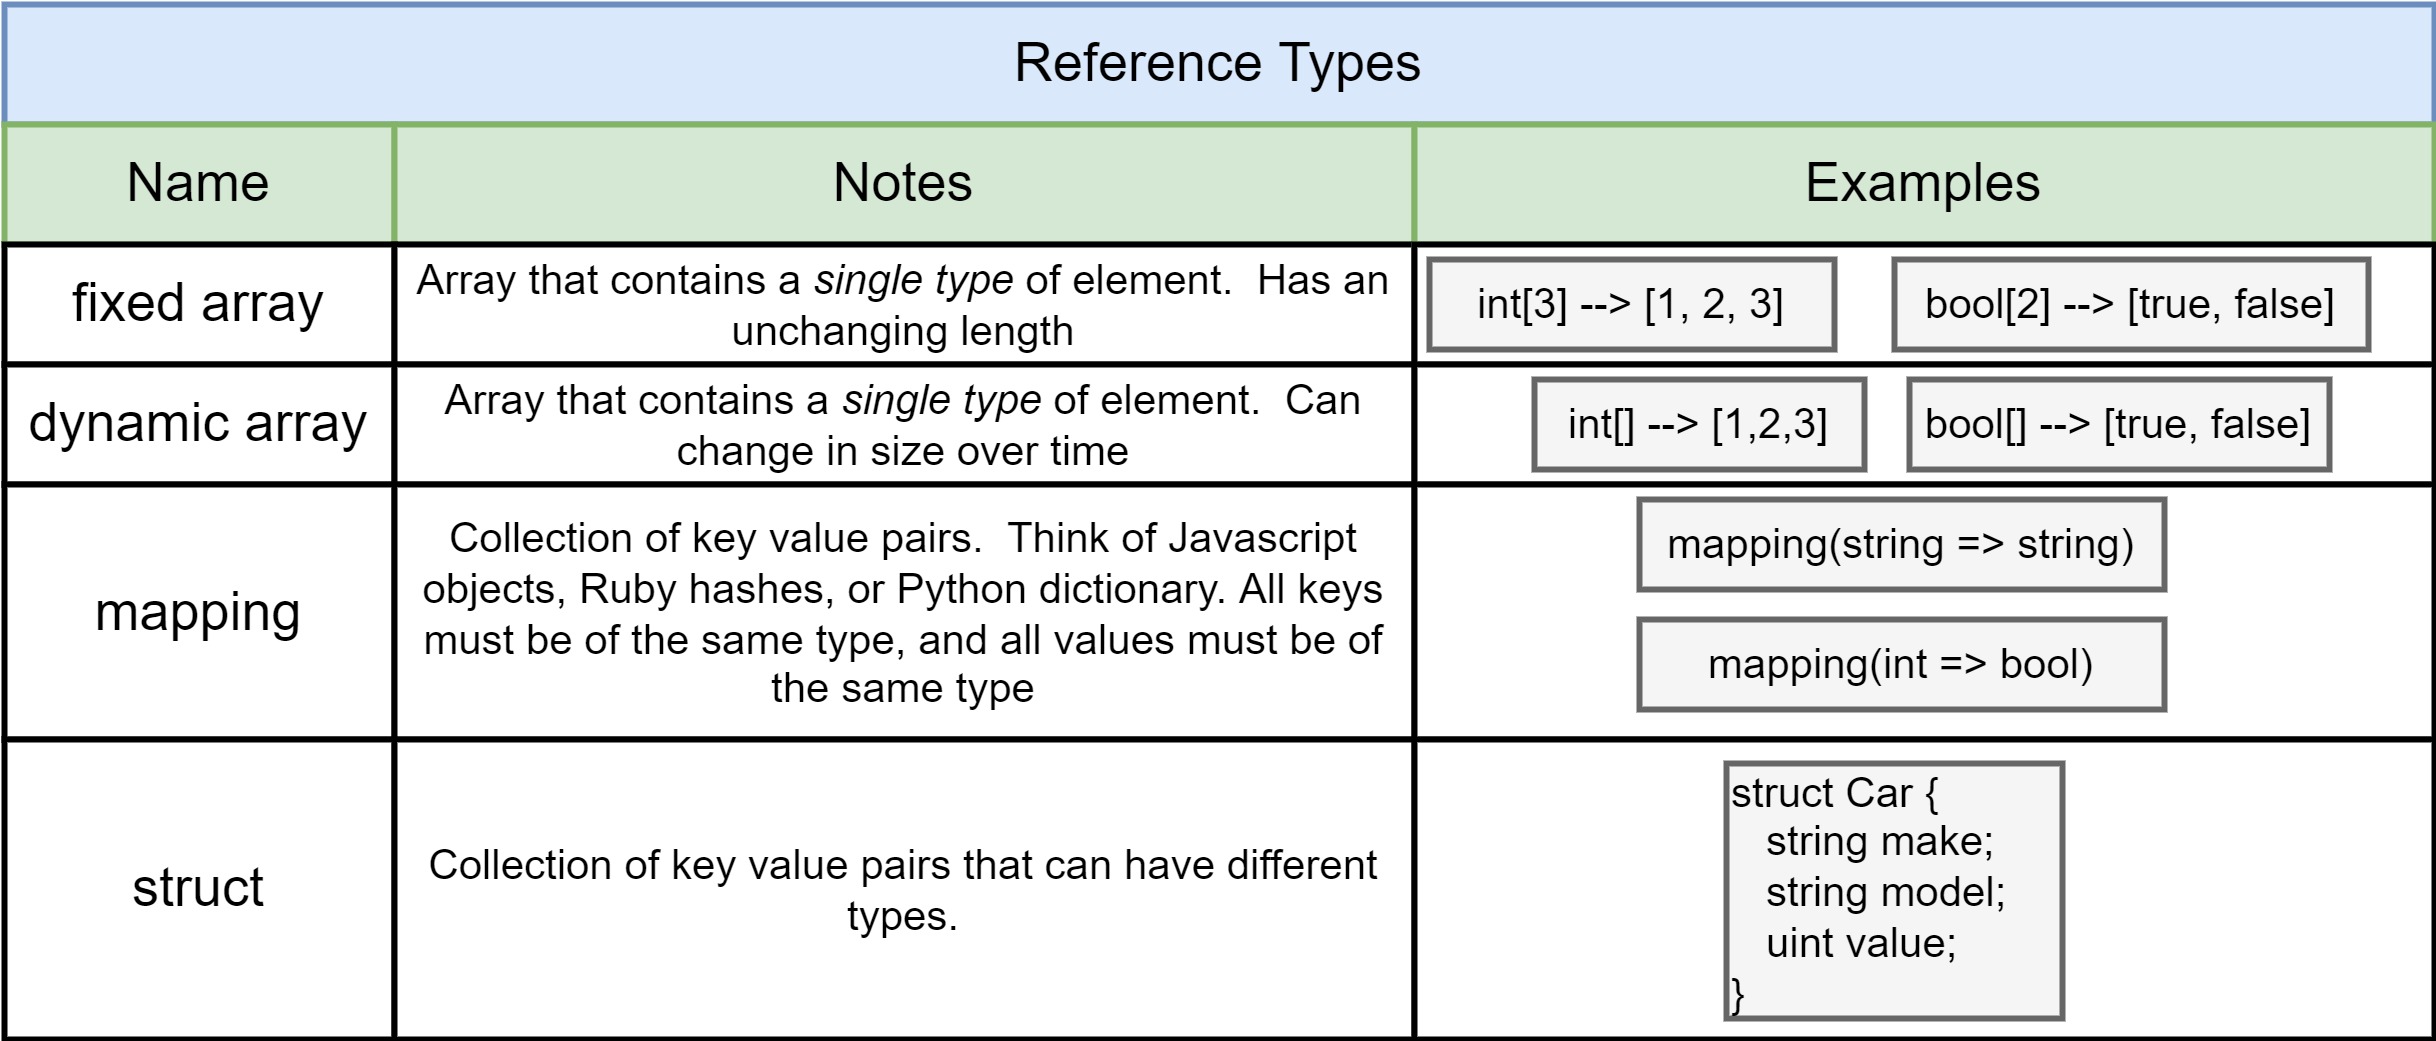 Reference Types
Name
Notes
Examples
fixed array
Array that contains a single type of element.  Has an
unchanging length
int[3] --> [1, 2, 3]
bool[2] --> [true, false]
dynamic array
Array that contains a single type of element.  Can
change in size over time
int[] --> [1,2,3]
bool[] --> [true, false]
mapping
Collection of key value pairs.  Think of Javascript
objects, Ruby hashes, or Python dictionary. All keys
must be of the same type, and all values must be of
the same type
mapping(string => string)
mapping(int => bool)
struct
Collection of key value pairs that can have different
types.
struct Car {
   string make;
   string model;
   uint value;
}